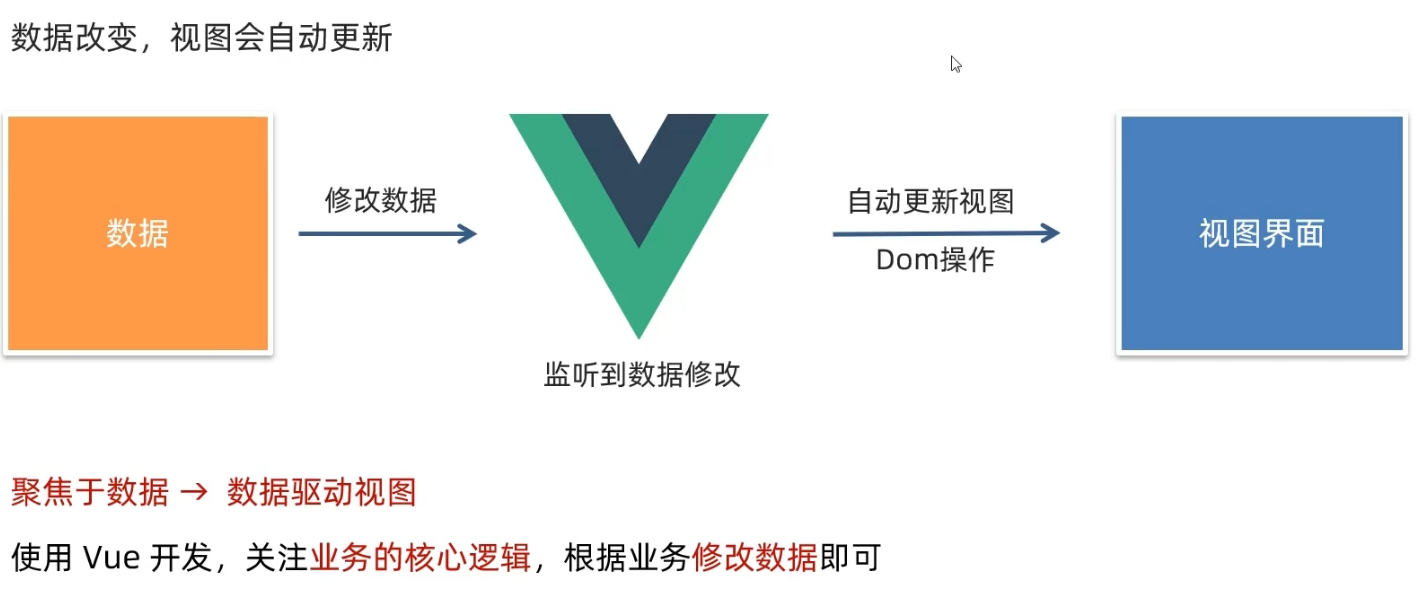 数据改变，视图会自动更新
数据
修改数据
监听到数据修改
自动更新视图
Dom操作
视图界面
聚焦于数据 → 数据驱动视图
使用 Vue 开发，关注业务的核心逻辑，根据业务修改数据即可